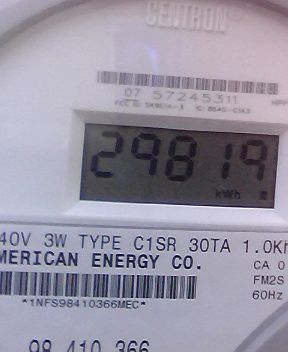 CENTRON®
07 57245311
29819
kWh
40V 3W TYPE C1SR 30TA 1.0Kh
MERICAN ENERGY CO.
CA 0
FM2S
60Hz
*1NFS98410366MEC*
98 410 366